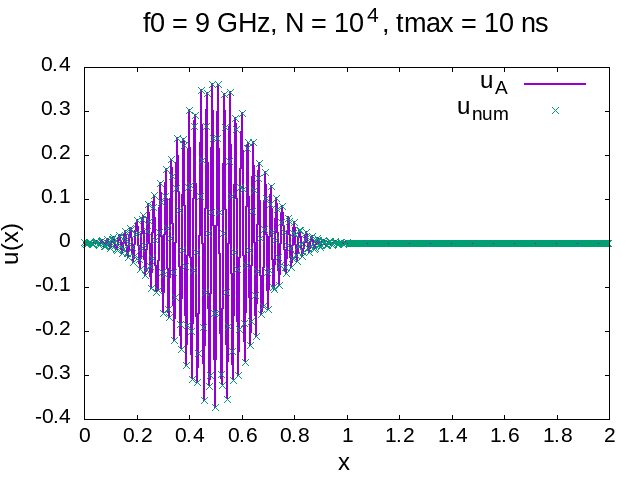 f0 = 9 GHz, N = 10^4, tmax = 10 ns
u_A
u_num
0.4
0.3
0.2
0.1
0
-0.1
-0.2
-0.3
-0.4
u(x)
0 0.2 0.4 0.6 0.8 1 1.2 1.4 1.6 1.8 2
x